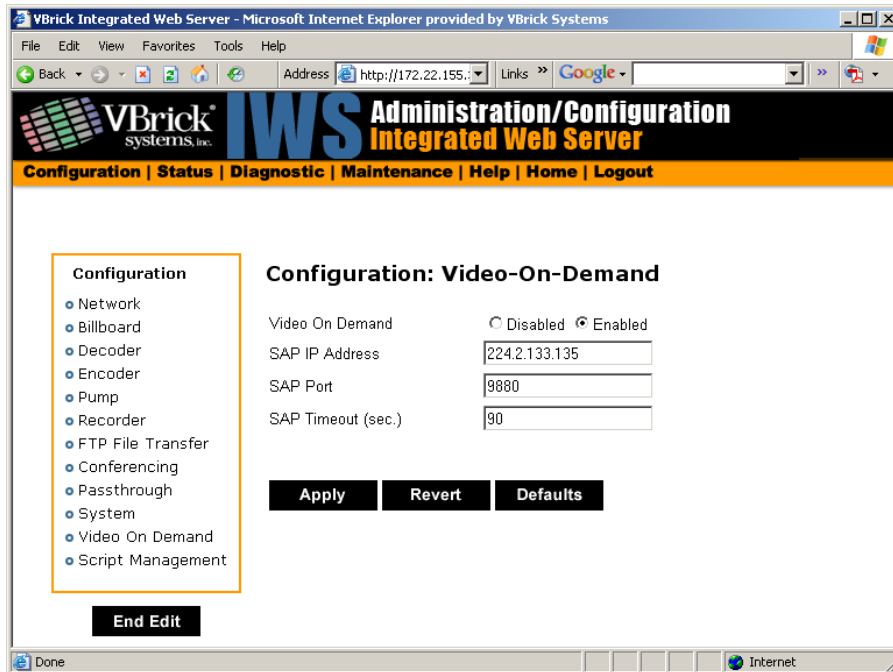 VBrick Integrated Web Server - Microsoft Internet Explorer provided by VBrick Systems
File Edit View Favorites Tools Help
Back Address http://172.22.155. Links » Google »
VBrick systems, inc. IWS Administration/Configuration
Integrated Web Server
Configuration | Status | Diagnostic | Maintenance | Help | Home | Logout
Configuration
Network
Billboard
Decoder
Encoder
Pump
Recorder
FTP File Transfer
Conferencing
Passthrough
System
Video On Demand
Script Management
End Edit
Configuration: Video-On-Demand
Video On Demand Disabled Enabled
SAP IP Address 224.2.133.135
SAP Port 9880
SAP Timeout (sec.) 90
Apply Revert Defaults
Done Internet